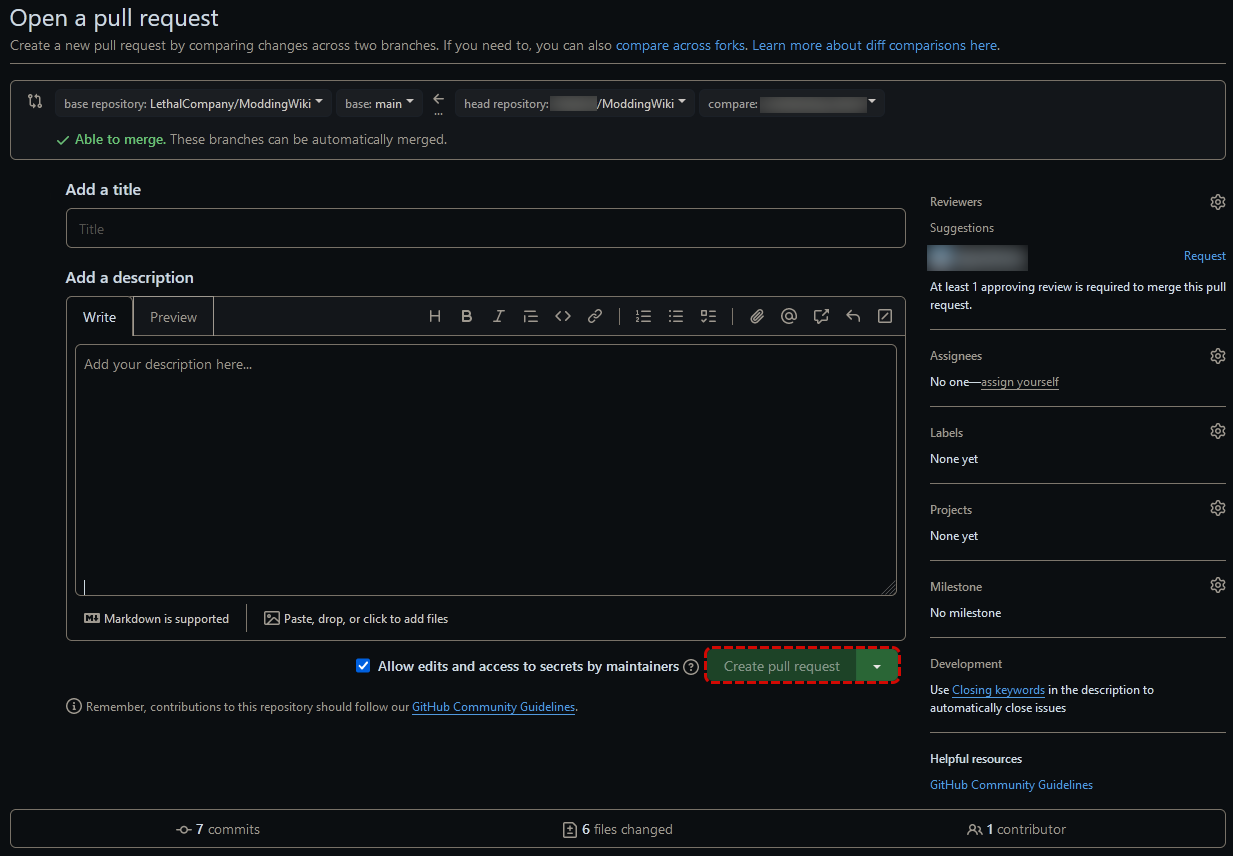 Open a pull request
Create a new pull request by comparing changes across two branches. If you need to, you can also compare across forks. Learn more about diff comparisons here.
base repository: LethalCompany/ModdingWiki base: main head repository: /ModdingWiki compare:
Able to merge. These branches can be automatically merged.
Add a title
Title
Add a description
Write Preview
Add your description here...
Markdown is supported Paste, drop, or click to add files
Allow edits and access to secrets by maintainers Create pull request
Remember, contributions to this repository should follow our GitHub Community Guidelines.
Reviewers
Suggestions
Request
At least 1 approving review is required to merge this pull
request.
Assignees
No one—assign yourself
Labels
None yet
Projects
None yet
Milestone
No milestone
Development
Use Closing keywords in the description to
automatically close issues
Helpful resources
GitHub Community Guidelines
7 commits 6 files changed 1 contributor